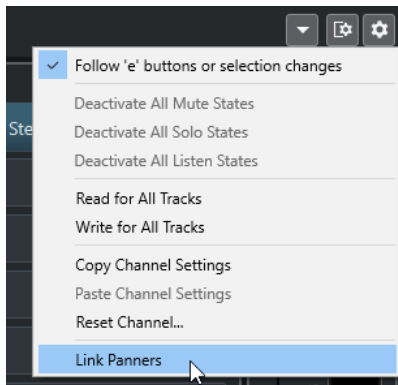 Follow 'e' buttons or selection changes
Deactivate All Mute States
Ste
Deactivate All Solo States
Deactivate All Listen States
Read for All Tracks
Write for All Tracks
Copy Channel Settings
Paste Channel Settings
Reset Channel...
Link Panners